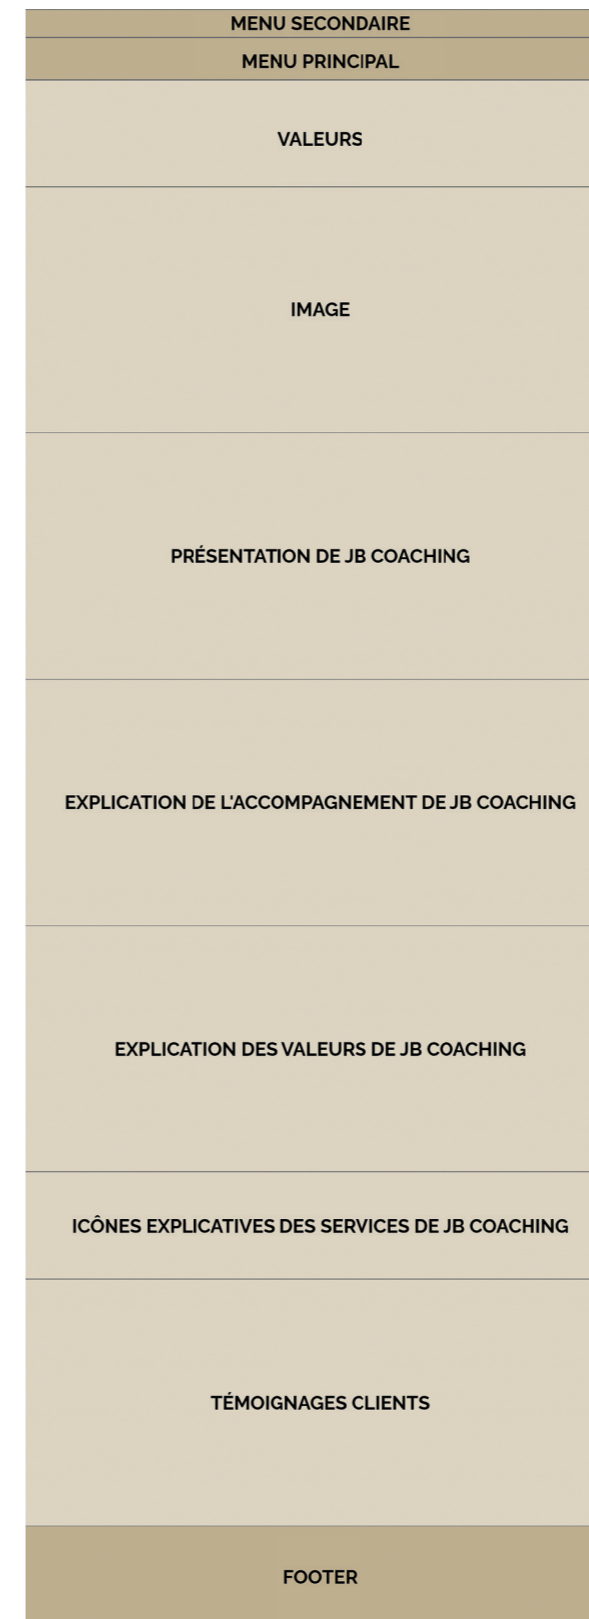 MENU SECONDAIRE
MENU PRINCIPAL
VALEURS
IMAGE
PRÉSENTATION DE JB COACHING
EXPLICATION DE L'ACCOMPAGNEMENT DE JB COACHING
EXPLICATION DES VALEURS DE JB COACHING
ICÔNES EXPLICATIVES DES SERVICES DE JB COACHING
TÉMOIGNAGES CLIENTS
FOOTER